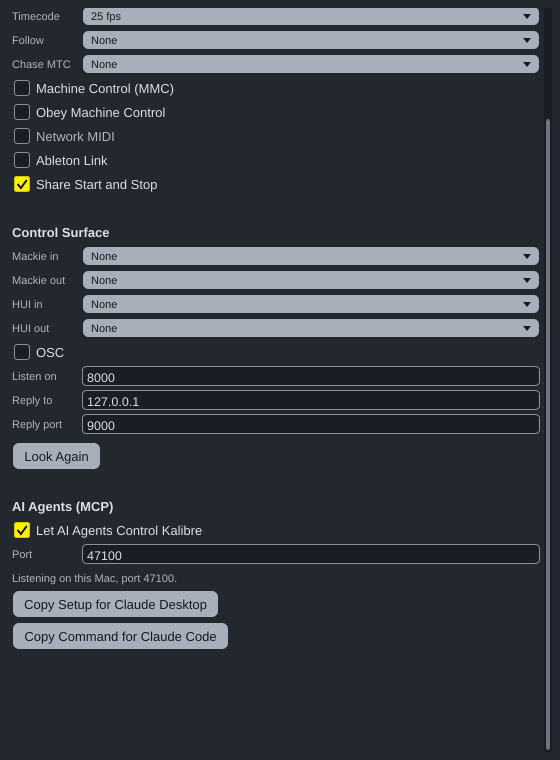 Timecode 25 fps
Follow None
Chase MTC None
Machine Control (MMC)
Obey Machine Control
Network MIDI
Ableton Link
Share Start and Stop
Control Surface
Mackie in None
Mackie out None
HUI in None
HUI out None
OSC
Listen on 8000
Reply to 127.0.0.1
Reply port 9000
Look Again
AI Agents (MCP)
Let AI Agents Control Kalibre
Port 47100
Listening on this Mac, port 47100.
Copy Setup for Claude Desktop
Copy Command for Claude Code